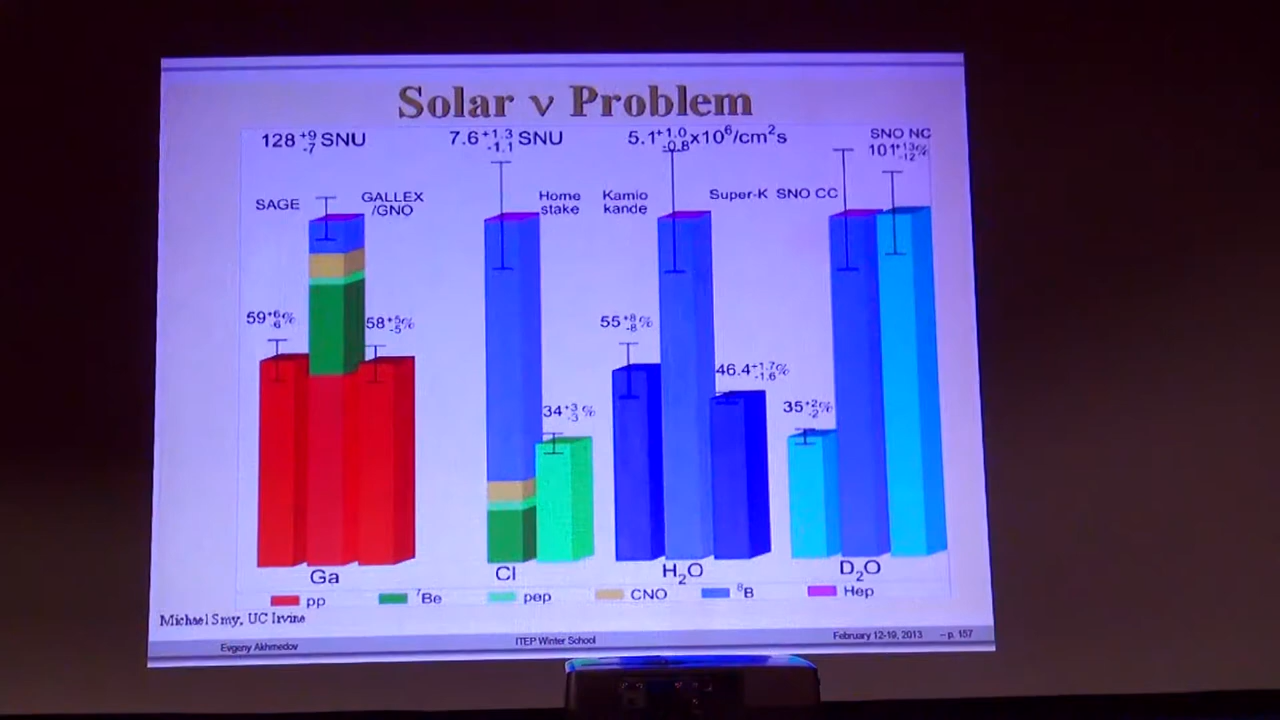 Solar ν Problem
128 +9 -7 SNU
7.6 +1.3 -1.1 SNU
5.1 +1.0 -0.8 x10⁶/cm²s
SNO NC
101 +13 -12 %
SAGE
GALLEX
/GNO
Home
stake
Kamio
kande
Super-K
SNO CC
59 +6 -6 %
58 +5 -5 %
34 +3 -3 %
55 +8 -8 %
46.4 +1.7 -1.6 %
35 +2 -2 %
Ga
Cl
H₂O
D₂O
pp
⁷Be
pep
CNO
⁸B
Hep
Michael Smy, UC Irvine
Evgeny Akhmedov
ITEP Winter School
February 12-19, 2013
– p. 157